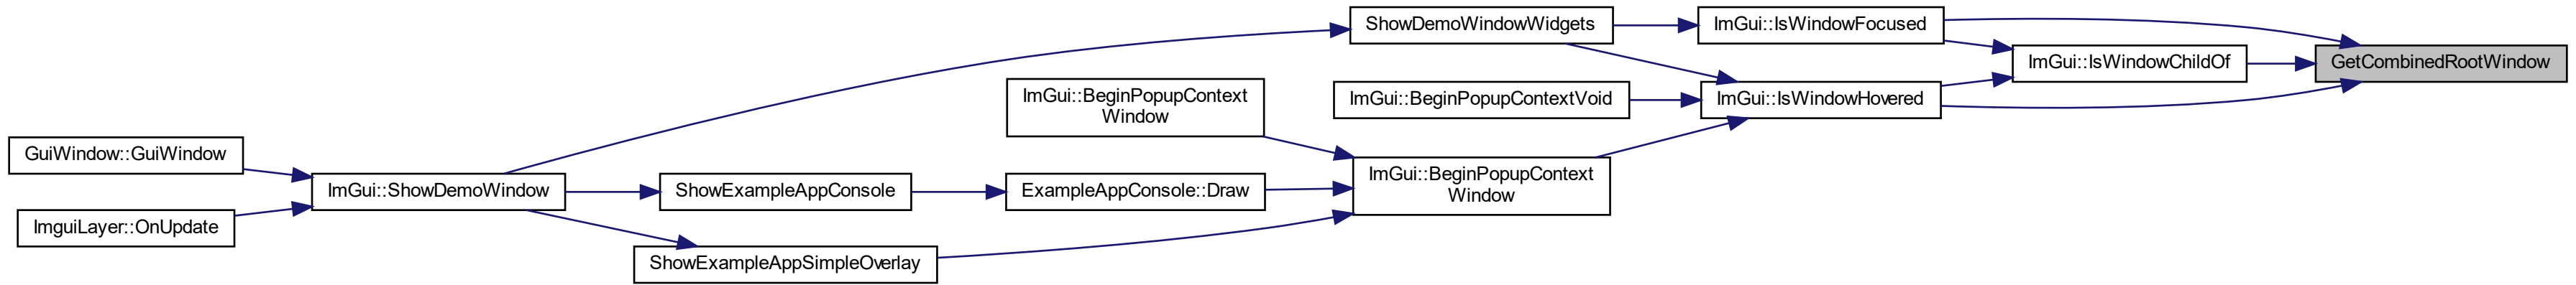 ShowDemoWindowWidgets
ImGui::IsWindowFocused
ImGui::IsWindowChildOf
GetCombinedRootWindow
ImGui::BeginPopupContext
Window
ImGui::BeginPopupContextVoid
ImGui::IsWindowHovered
GuiWindow::GuiWindow
ImGui::ShowDemoWindow
ShowExampleAppConsole
ExampleAppConsole::Draw
ImGui::BeginPopupContext
Window
ImguiLayer::OnUpdate
ShowExampleAppSimpleOverlay